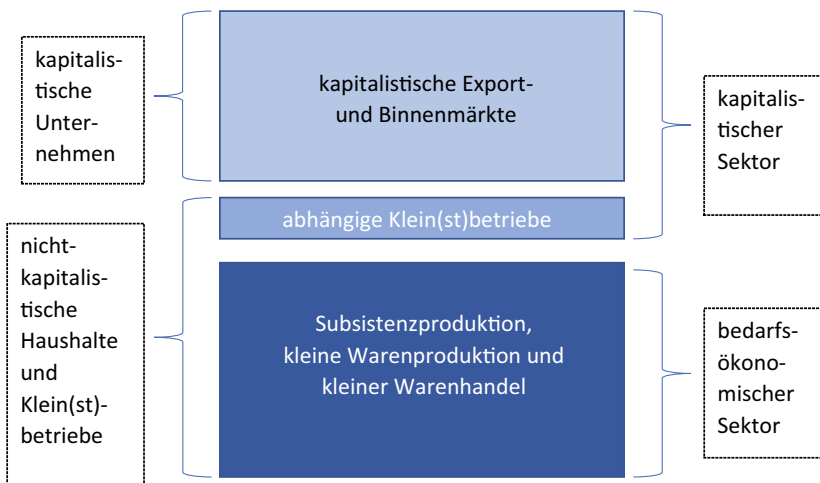 kapitalis-
tische
Unter-
nehmen
kapitalistische Export-
und Binnenmärkte
kapitalis-
tischer
Sektor
abhängige Klein(st)betriebe
nicht-
kapitalis-
tische
Haushalte
und
Klein(st)-
betriebe
Subsistenzproduktion,
kleine Warenproduktion und
kleiner Warenhandel
bedarfs-
ökono-
mischer
Sektor